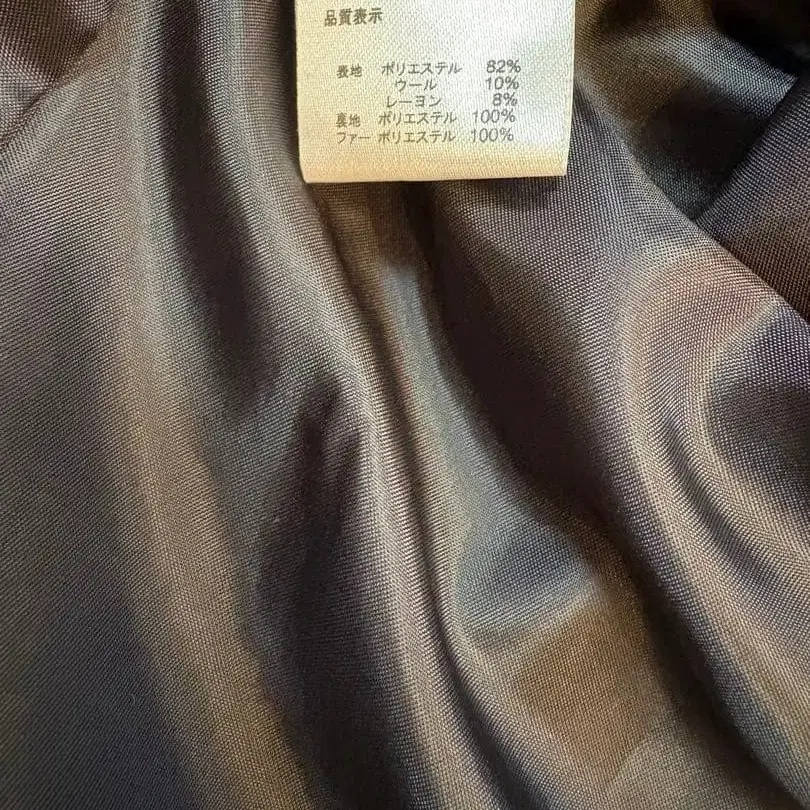 品質表示
表地 ポリエステル 82%
ウール 10%
レーヨン 8%
裏地 ポリエステル 100%
ファー ポリエステル 100%